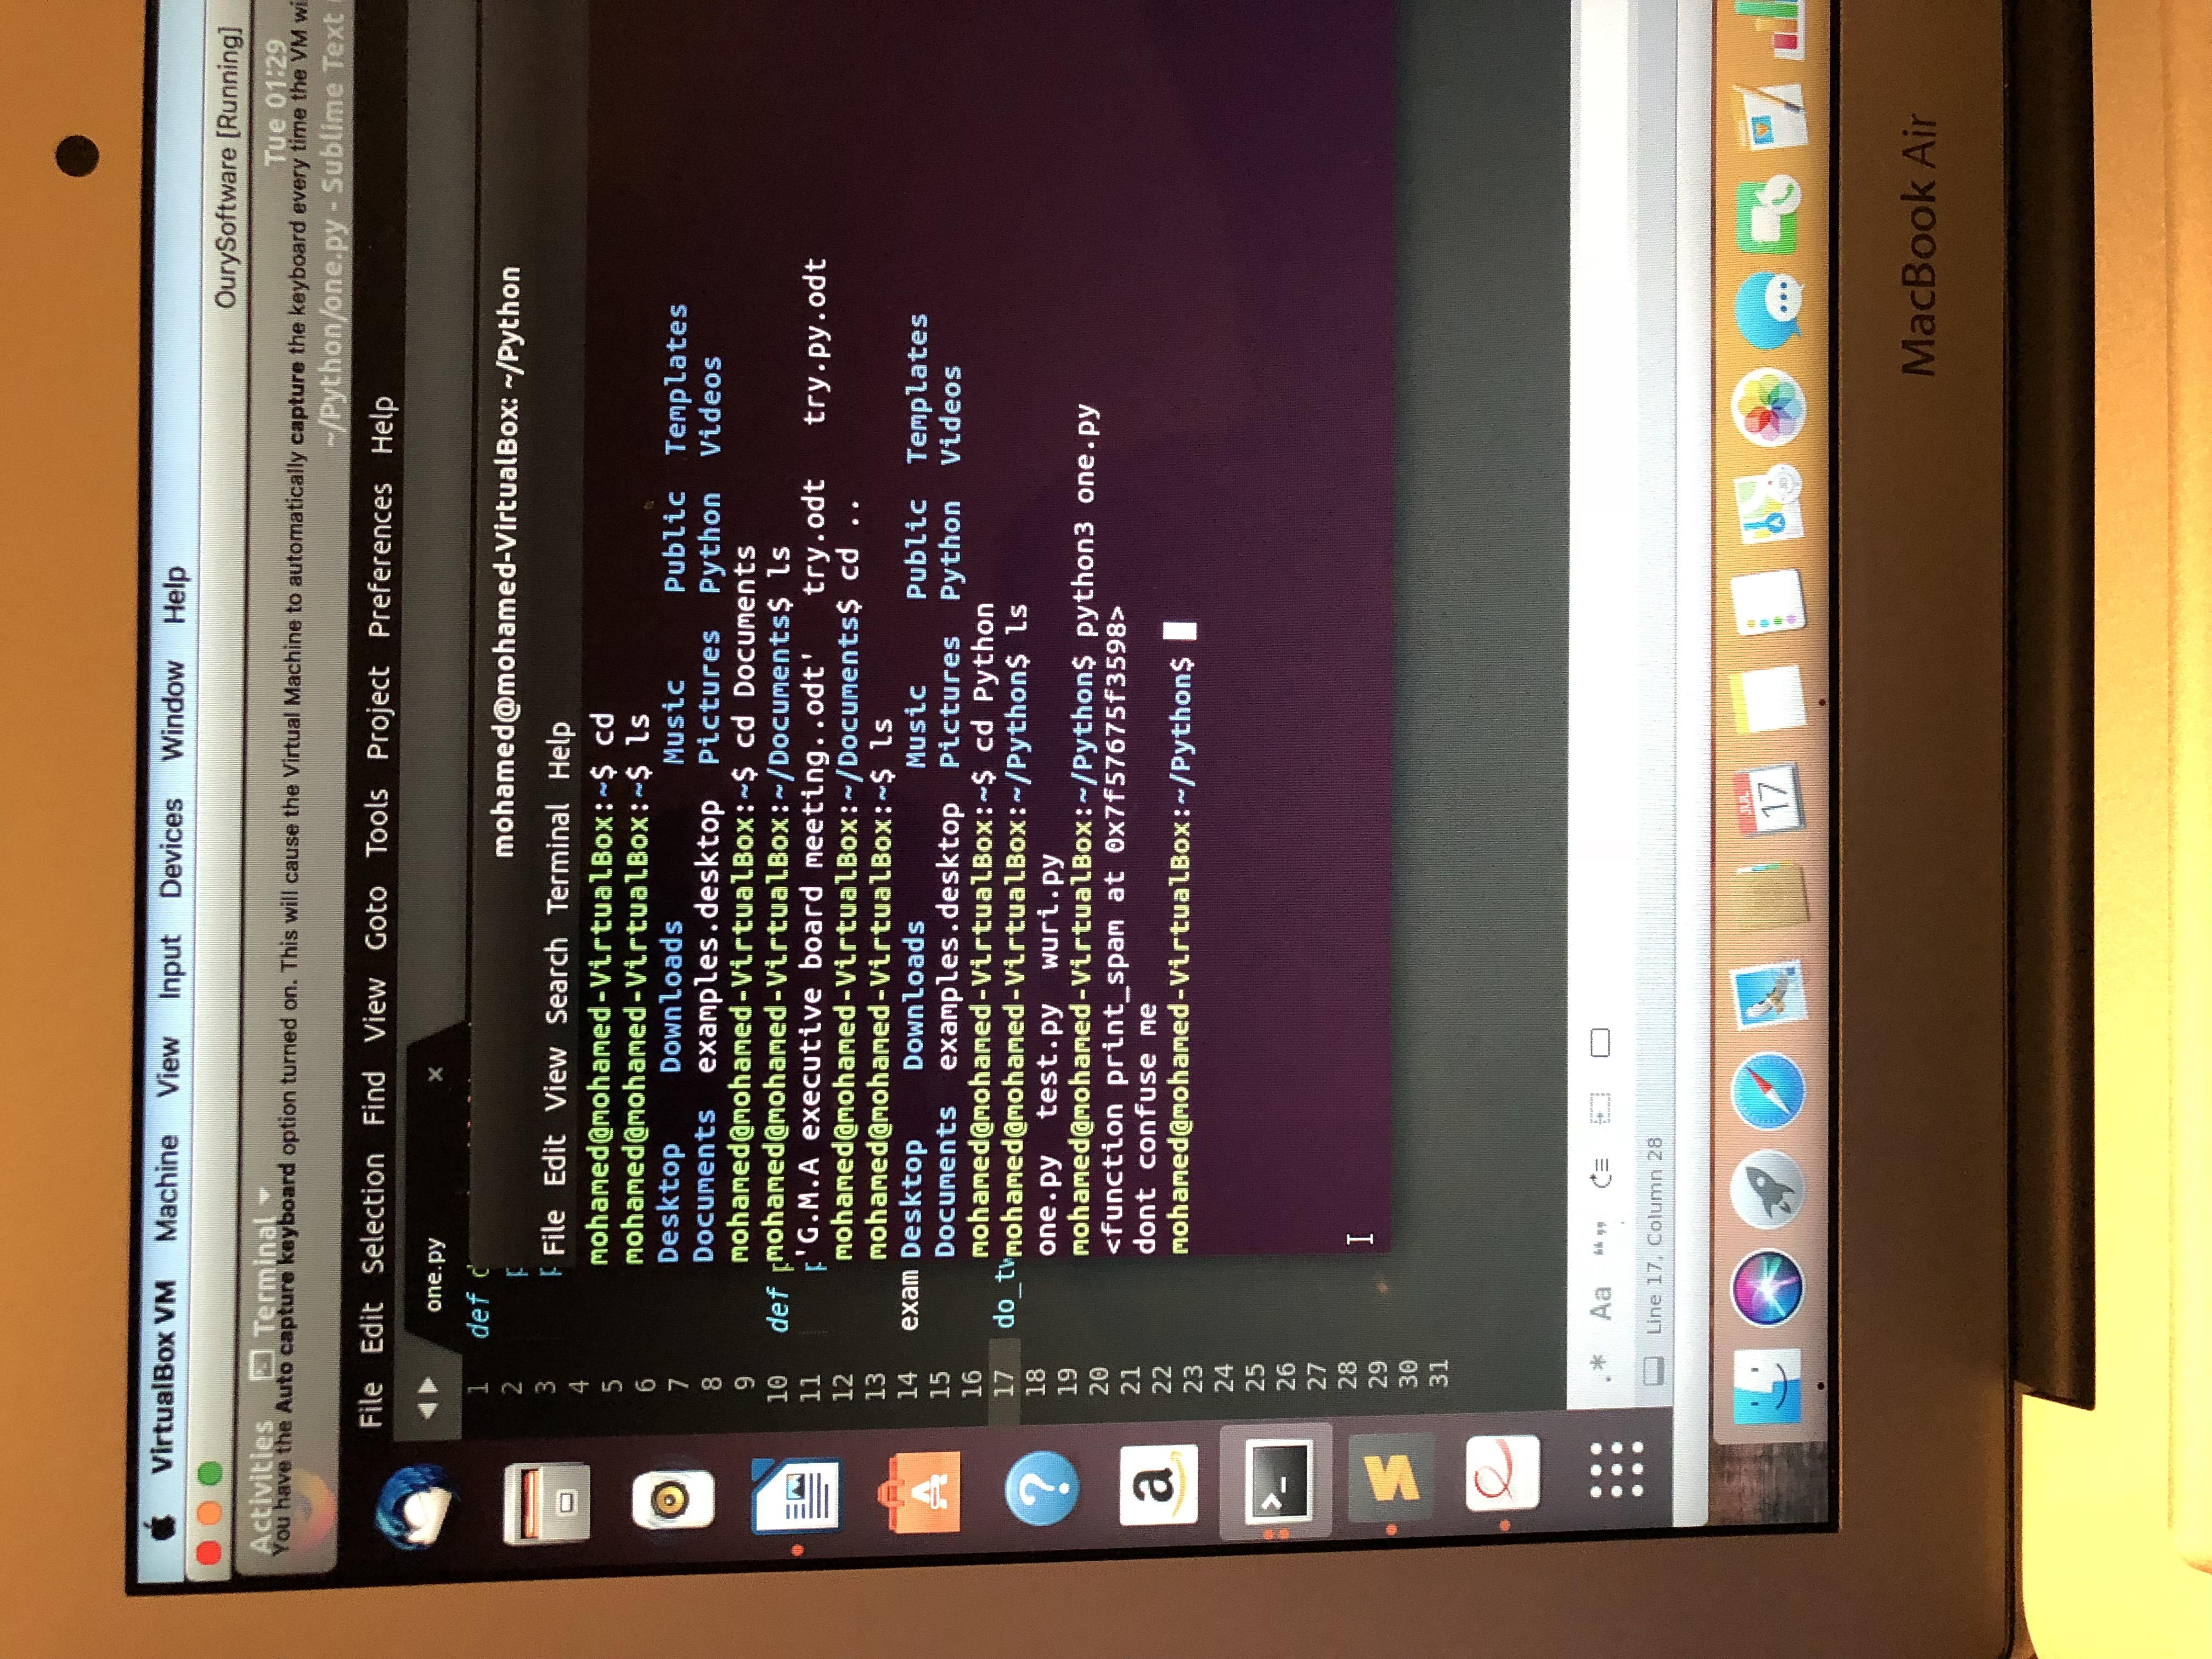 VirtualBox VM Machine View Input Devices Window Help
OurySoftware [Running]
Activities Terminal Tue 01:29
You have the Auto capture keyboard option turned on. This will cause the Virtual Machine to automatically capture the keyboard every time the VM wi
~/Python/one.py - Sublime Text
File Edit Selection Find View Goto Tools Project Preferences Help
one.py ×
1 def
2
3
4
5
6
7
8
9
10 def
11
12
13
14 exam
15
16
17 do_tw
18
19
20
21
22
23
24
25
26
27
28
29
30
31
mohamed@mohamed-VirtualBox: ~/Python
File Edit View Search Terminal Help
mohamed@mohamed-VirtualBox:~$ cd
mohamed@mohamed-VirtualBox:~$ ls
Desktop Downloads Music Public Templates
Documents examples.desktop Pictures Python Videos
mohamed@mohamed-VirtualBox:~$ cd Documents
mohamed@mohamed-VirtualBox:~/Documents$ ls
'G.M.A executive board meeting..odt' try.odt try.py.odt
mohamed@mohamed-VirtualBox:~/Documents$ cd ..
mohamed@mohamed-VirtualBox:~$ ls
Desktop Downloads Music Public Templates
Documents examples.desktop Pictures Python Videos
mohamed@mohamed-VirtualBox:~$ cd Python
mohamed@mohamed-VirtualBox:~/Python$ ls
one.py test.py wuri.py
mohamed@mohamed-VirtualBox:~/Python$ python3 one.py
<function print_spam at 0x7f57675f3598>
dont confuse me
mohamed@mohamed-VirtualBox:~/Python$
.* Aa “”
Line 17, Column 28
JUL
17
MacBook Air